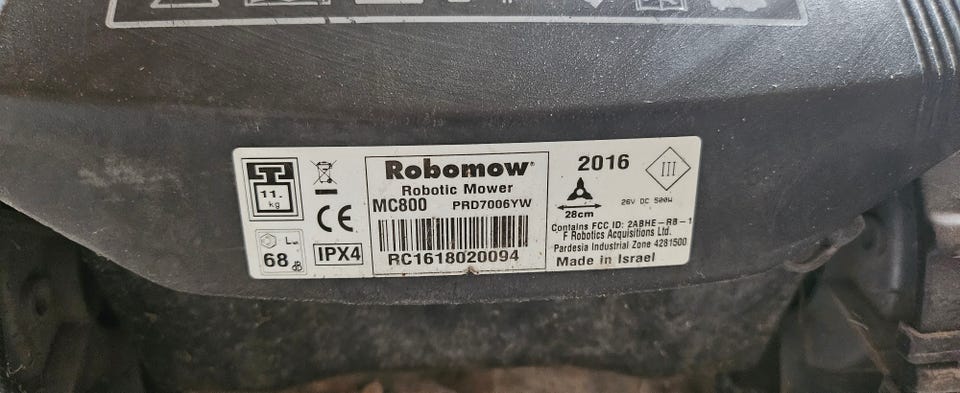 11.
kg
68 dB
CE
IPX4
Robomow®
Robotic Mower
MC800 PRD7006YW
RC1618020094
2016
III
28cm
26V DC 500W
Contains FCC ID: 2ABHE-RB-1
F Robotics Acquisitions Ltd.
Pardesia Industrial Zone 4281500
Made in Israel